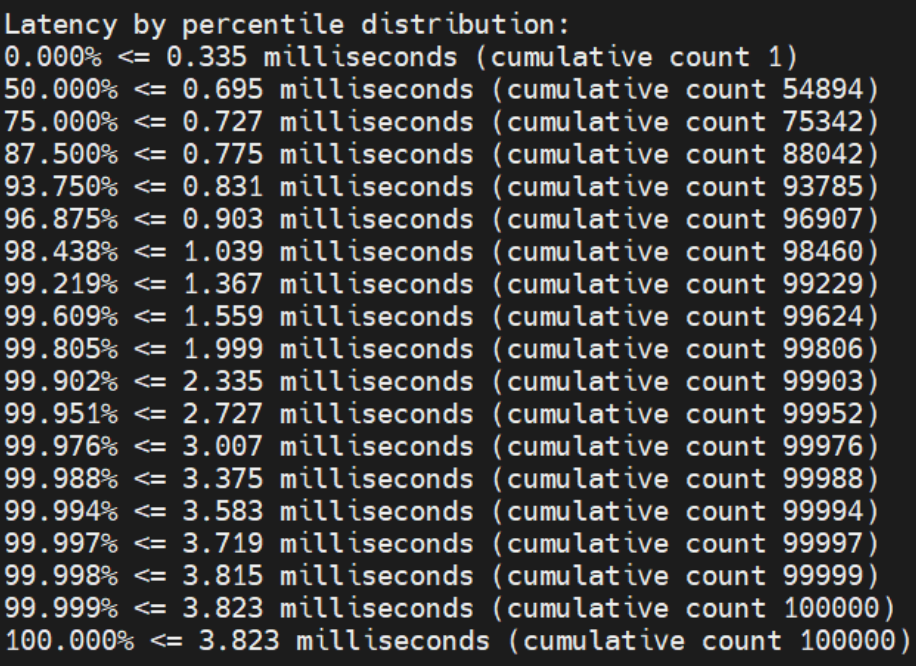 Latency by percentile distribution:
0.000% <= 0.335 milliseconds (cumulative count 1)
50.000% <= 0.695 milliseconds (cumulative count 54894)
75.000% <= 0.727 milliseconds (cumulative count 75342)
87.500% <= 0.775 milliseconds (cumulative count 88042)
93.750% <= 0.831 milliseconds (cumulative count 93785)
96.875% <= 0.903 milliseconds (cumulative count 96907)
98.438% <= 1.039 milliseconds (cumulative count 98460)
99.219% <= 1.367 milliseconds (cumulative count 99229)
99.609% <= 1.559 milliseconds (cumulative count 99624)
99.805% <= 1.999 milliseconds (cumulative count 99806)
99.902% <= 2.335 milliseconds (cumulative count 99903)
99.951% <= 2.727 milliseconds (cumulative count 99952)
99.976% <= 3.007 milliseconds (cumulative count 99976)
99.988% <= 3.375 milliseconds (cumulative count 99988)
99.994% <= 3.583 milliseconds (cumulative count 99994)
99.997% <= 3.719 milliseconds (cumulative count 99997)
99.998% <= 3.815 milliseconds (cumulative count 99999)
99.999% <= 3.823 milliseconds (cumulative count 100000)
100.000% <= 3.823 milliseconds (cumulative count 100000)